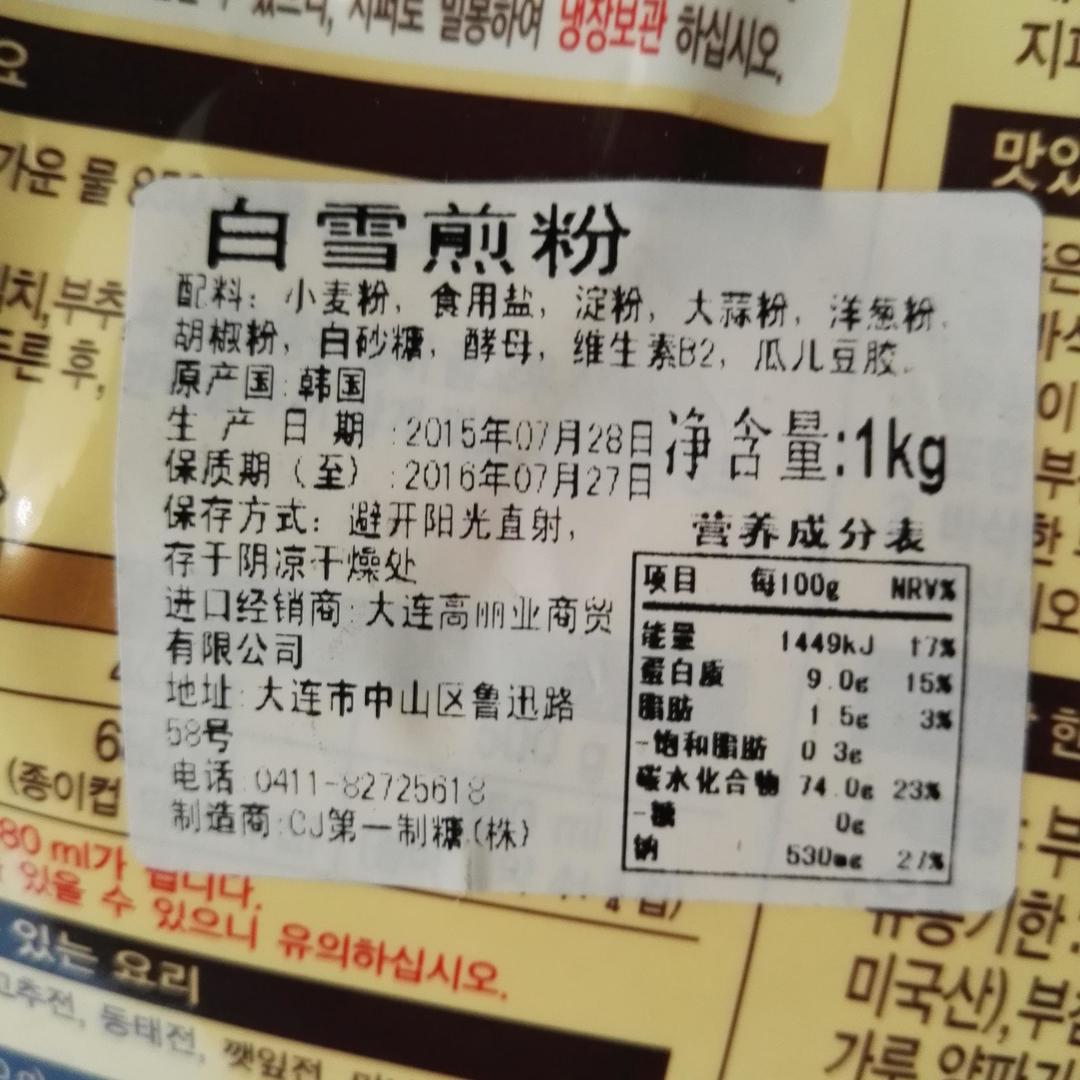 지퍼로 밀봉하여 냉장보관 하십시오.
요
가운 물
맛있
白雪煎粉
配料：小麦粉，食用盐，淀粉，大蒜粉，洋葱粉，
胡椒粉，白砂糖，酵母，维生素B2，瓜儿豆胶。
原产国：韩国
生产日期：2015年07月28日
保质期（至）：2016年07月27日
净含量:1kg
保存方式：避开阳光直射，
存于阴凉干燥处
进口经销商：大连高丽业商贸
有限公司
地址：大连市中山区鲁迅路
58号
电话：0411-82725618
制造商：CJ第一制糖（株）
营养成分表
项目 每100g NRV%
能量 1449kJ 17%
蛋白质 9.0g 15%
脂肪 1.5g 3%
-饱和脂肪 0.3g
碳水化合物 74.0g 23%
-糖 0g
钠 530mg 27%
치,부추
른 후,
(종이컵
80 ml가 됩니다.
있을 수 있으니 유의하십시오.
있는 요리
고추전, 동태전, 깻잎전
유통기한:
미국산),부침
가루